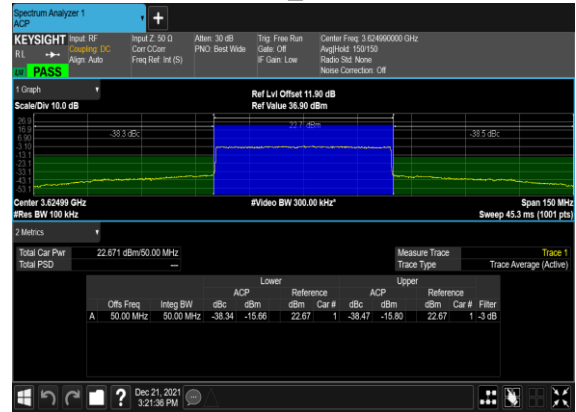 Spectrum Analyzer 1
ACP
+
KEYSIGHT Input: RF Input Z: 50 Ω Atten: 30 dB Trig: Free Run Center Freq: 3.624990000 GHz
RL Coupling: DC Corr CCorr PNO: Best Wide Gate: Off Avg|Hold: 150/150
Align: Auto Freq Ref: Int (S) IF Gain: Low Radio Std: None
Noise Correction: Off
PASS
1 Graph
Ref Lvl Offset 11.90 dB
Scale/Div 10.0 dB Ref Value 36.90 dBm
26.9
16.9
6.90
-3.10
-13.1
-23.1
-33.1
-43.1
-53.1
-38.3 dBc 22.7 dBm -38.5 dBc
Center 3.62499 GHz #Video BW 300.00 kHz* Span 150 MHz
#Res BW 100 kHz Sweep 45.3 ms (1001 pts)
2 Metrics
Total Car Pwr 22.671 dBm/50.00 MHz Measure Trace Trace 1
Total PSD --- Trace Type Trace Average (Active)
Lower Upper
ACP Reference ACP Reference
Offs Freq Integ BW dBc dBm dBm Car # dBc dBm dBm Car # Filter
A 50.00 MHz 50.00 MHz -38.34 -15.66 22.67 1 -38.47 -15.80 22.67 1 -3 dB
?
Dec 21, 2021
3:21:36 PM